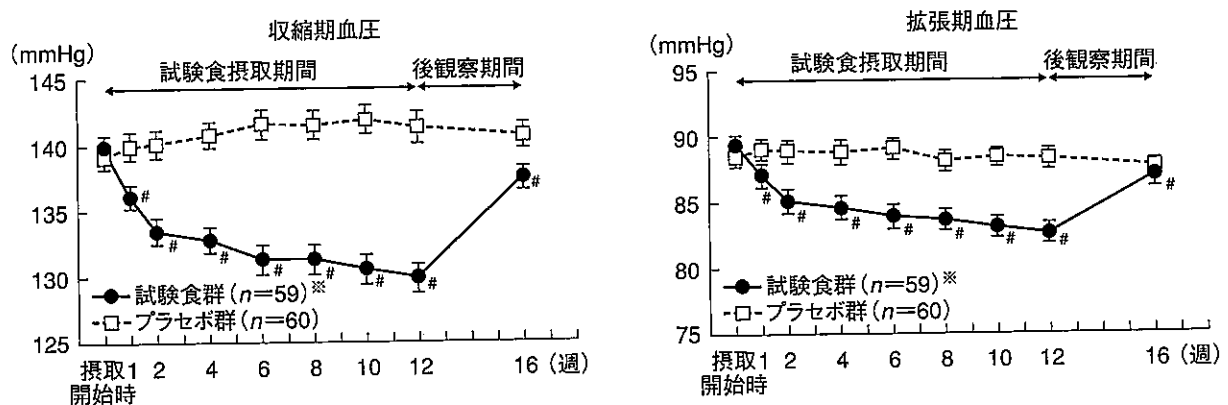 収縮期血圧
(mmHg)
試験食摂取期間
後観察期間
145
140
135
130
125
#
#
#
#
#
#
#
#
試験食群(n=59)※
プラセボ群(n=60)
摂取開始時
1
2
4
6
8
10
12
16(週)
拡張期血圧
(mmHg)
試験食摂取期間
後観察期間
95
90
85
80
75
#
#
#
#
#
#
#
#
試験食群(n=59)※
プラセボ群(n=60)
摂取開始時
1
2
4
6
8
10
12
16(週)